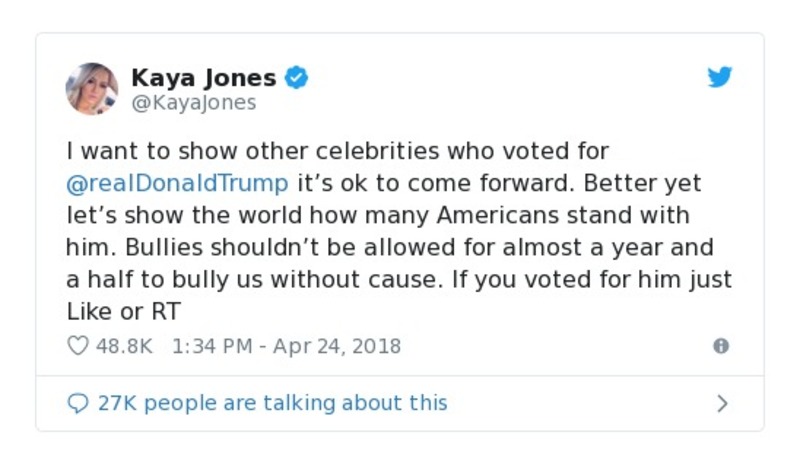 Kaya Jones
@KayaJones
I want to show other celebrities who voted for
@realDonaldTrump it’s ok to come forward. Better yet
let’s show the world how many Americans stand with
him. Bullies shouldn’t be allowed for almost a year and
a half to bully us without cause. If you voted for him just
Like or RT
48.8K 1:34 PM - Apr 24, 2018
27K people are talking about this